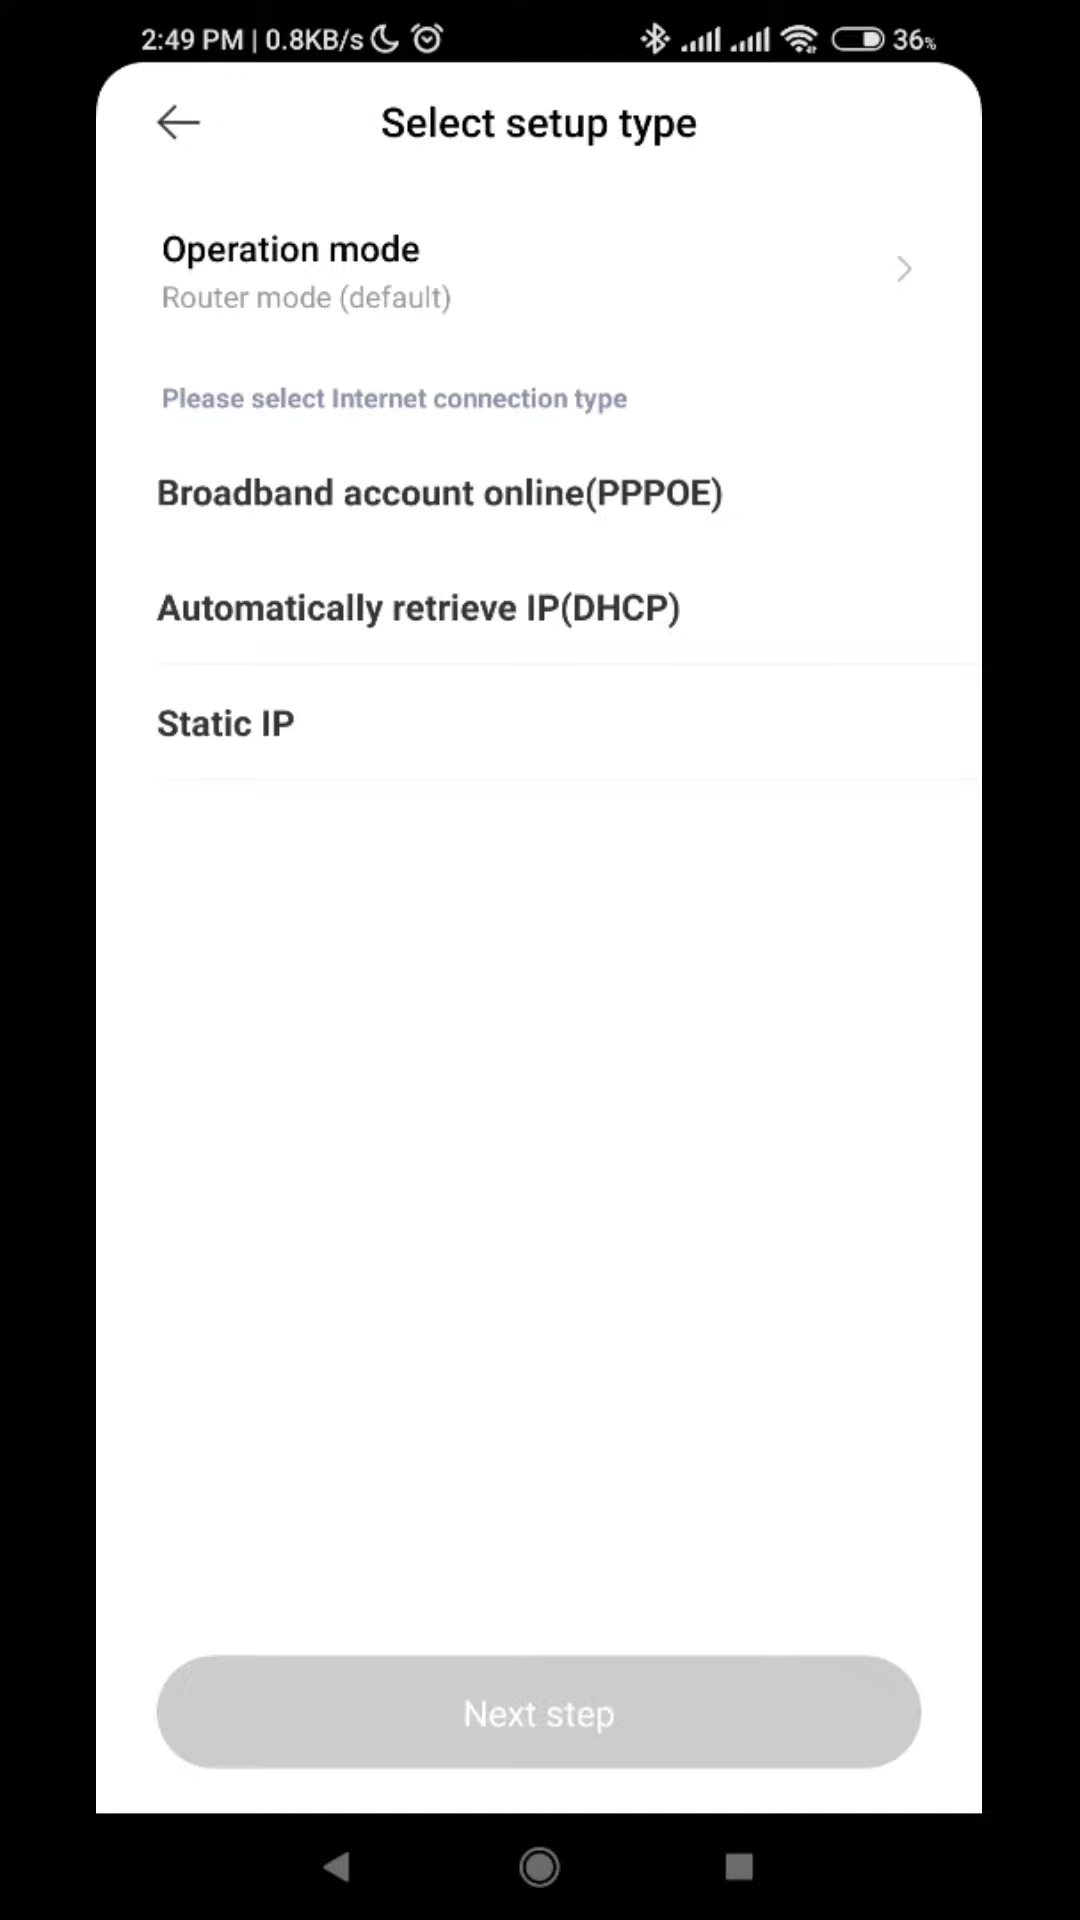 2:49 PM | 0.8KB/s 36%
Select setup type
Operation mode
Router mode (default)
Please select Internet connection type
Broadband account online(PPPOE)
Automatically retrieve IP(DHCP)
Static IP
Next step